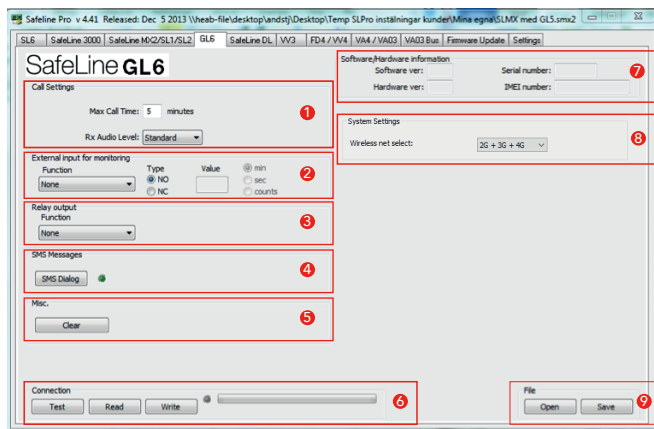 Safeline Pro v 4.41 Released: Dec 5 2013 \\heab-file\desktop\andstj\Desktop\Temp SLPro inställningar kunder\Mina egna\SLMX med GL5.smx2
SL6 SafeLine 3000 SafeLine MX2/SL1/SL2 GL6 SafeLine DL VV3 FD4 / VV4 VA4 / VA03 VA03 Bus Firmware Update Settings
SafeLine GL6
Call Settings
Max Call Time: 5 minutes
Rx Audio Level: Standard
1
External input for monitoring
Function Type Value min
None NO sec
NC counts
2
Relay output
Function
None
3
SMS Messages
SMS Dialog
4
Misc.
Clear
5
Connection
Test Read Write
6
Software/Hardware information
Software ver: Serial number:
Hardware ver: IMEI number:
7
System Settings
Wireless net select: 2G + 3G + 4G
8
File
Open Save
9